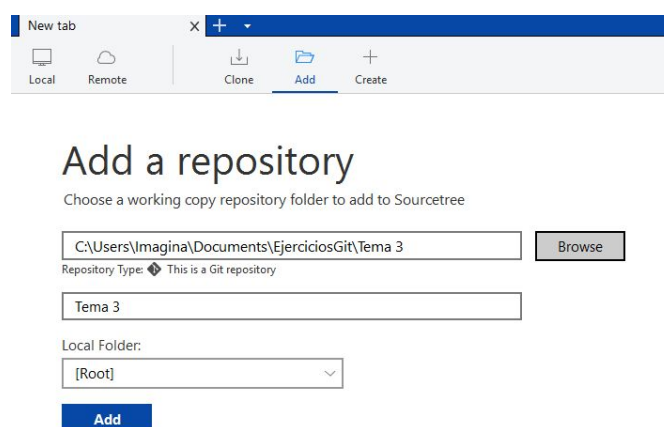 New tab
Local Remote Clone Add Create
Add a repository
Choose a working copy repository folder to add to Sourcetree
C:\Users\Imagina\Documents\EjerciciosGit\Tema 3 Browse
Repository Type: This is a Git repository
Tema 3
Local Folder:
[Root]
Add